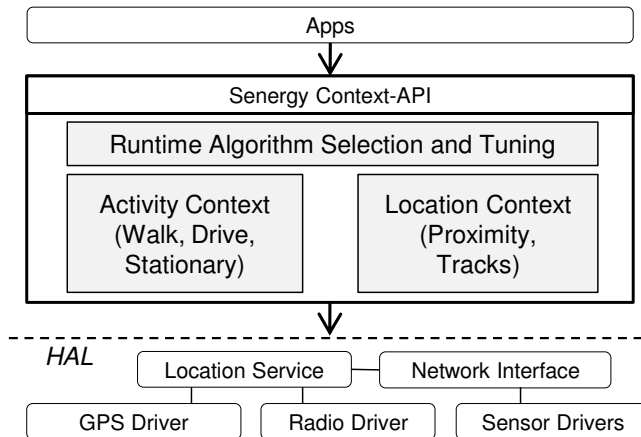 Apps
Senergy Context-API
Runtime Algorithm Selection and Tuning
Activity Context
(Walk, Drive,
Stationary)
Location Context
(Proximity,
Tracks)
HAL
Location Service
Network Interface
GPS Driver
Radio Driver
Sensor Drivers